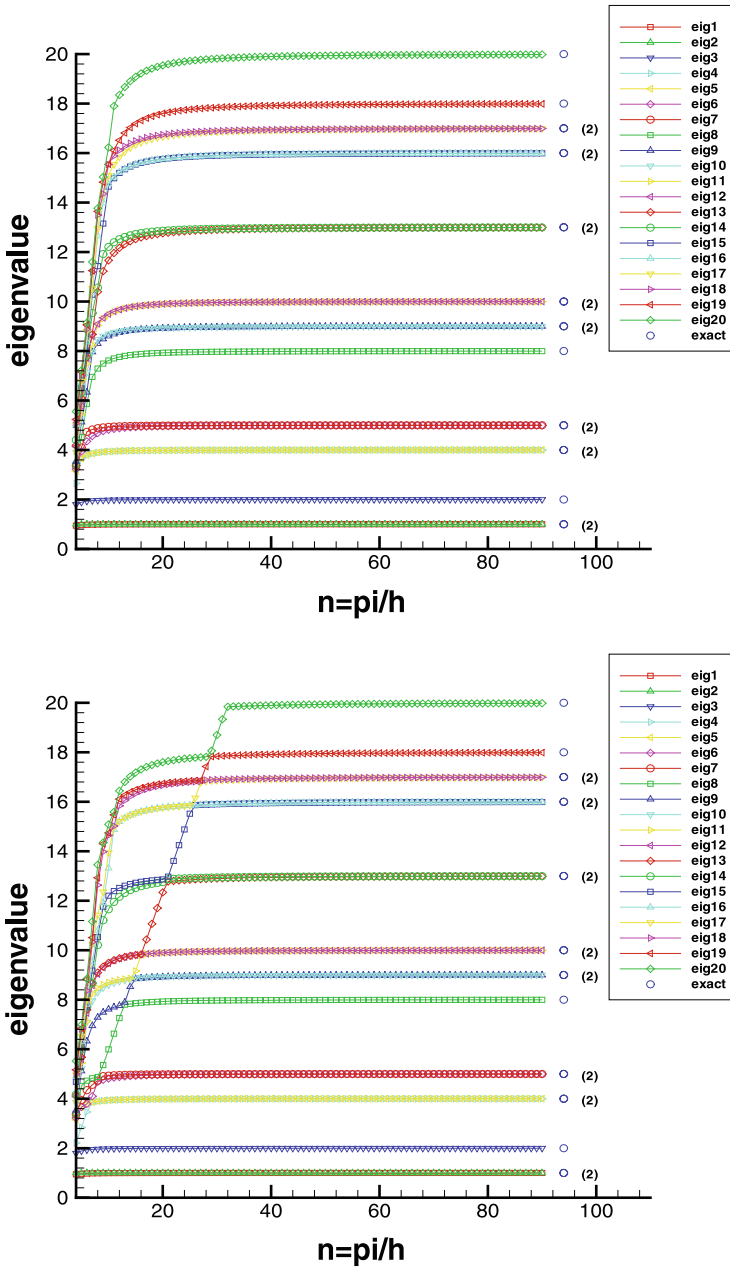 eig1
eig2
eig3
eig4
eig5
eig6
eig7
eig8
eig9
eig10
eig11
eig12
eig13
eig14
eig15
eig16
eig17
eig18
eig19
eig20
exact
eigenvalue
20
18
16
14
12
10
8
6
4
2
0
(2)
(2)
(2)
(2)
(2)
(2)
(2)
(2)
20
40
60
80
100
n=pi/h
eig1
eig2
eig3
eig4
eig5
eig6
eig7
eig8
eig9
eig10
eig11
eig12
eig13
eig14
eig15
eig16
eig17
eig18
eig19
eig20
exact
eigenvalue
20
18
16
14
12
10
8
6
4
2
0
(2)
(2)
(2)
(2)
(2)
(2)
(2)
(2)
20
40
60
80
100
n=pi/h